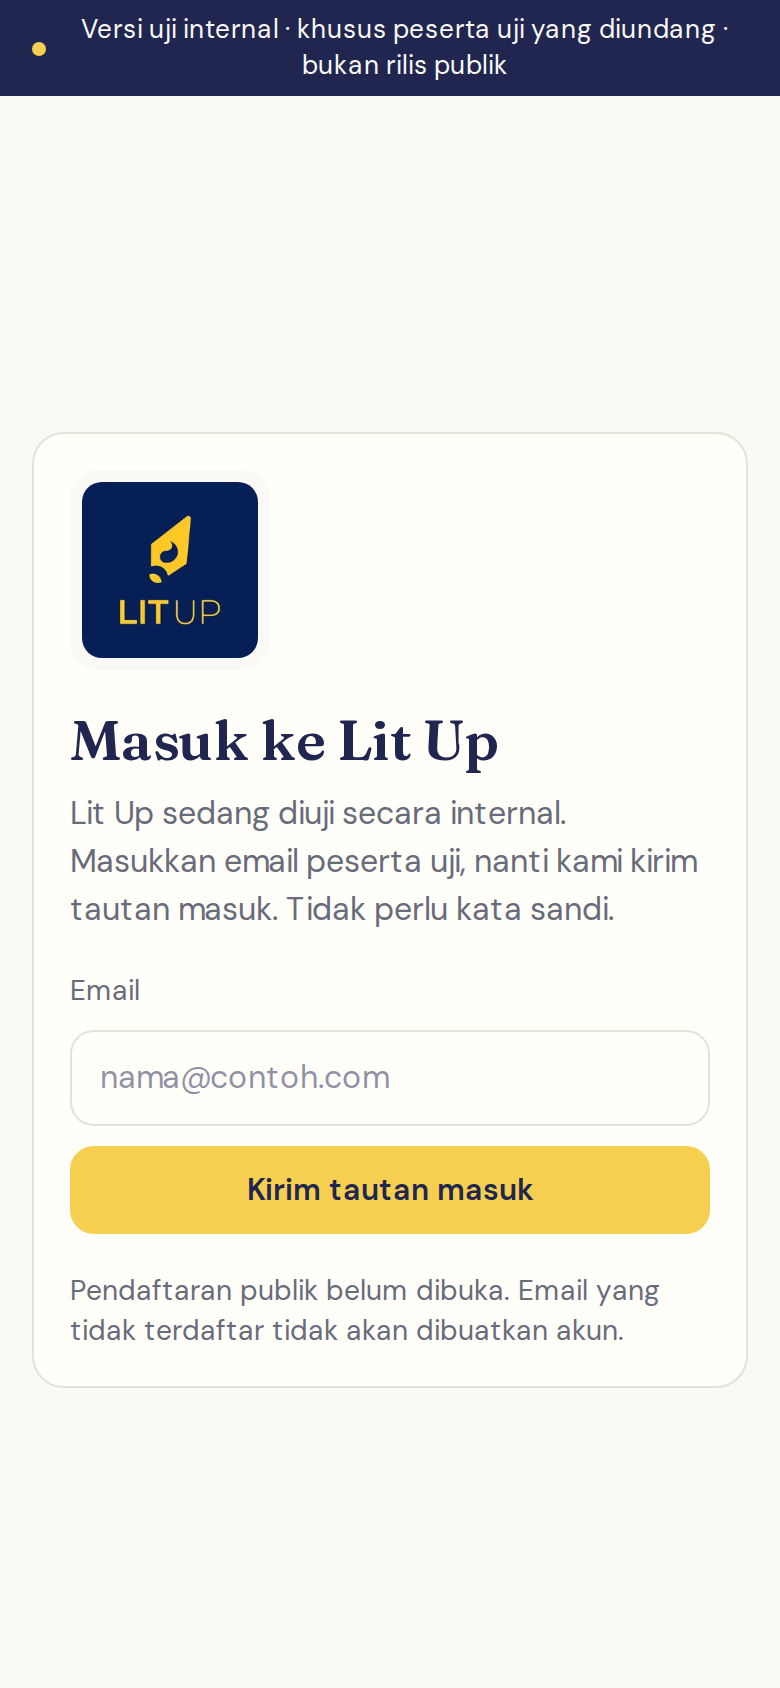 Versi uji internal · khusus peserta uji yang diundang ·
bukan rilis publik
LIT UP
Masuk ke Lit Up
Lit Up sedang diuji secara internal.
Masukkan email peserta uji, nanti kami kirim
tautan masuk. Tidak perlu kata sandi.
Email
nama@contoh.com
Kirim tautan masuk
Pendaftaran publik belum dibuka. Email yang
tidak terdaftar tidak akan dibuatkan akun.